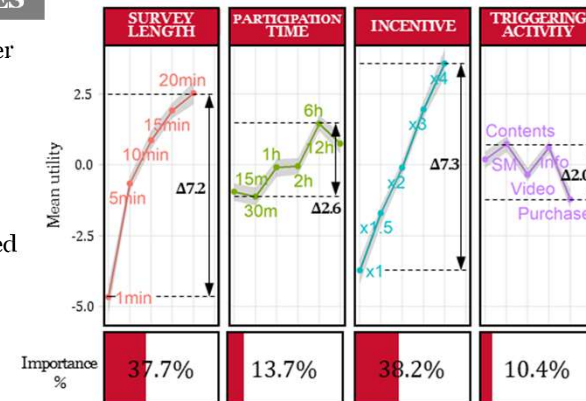 ES
er
ed
SURVEY
LENGTH
PARTICIPATION
TIME
INCENTIVE
TRIGGERING
ACTIVITY
Mean utility
2.5
0.0
-2.5
-5.0
20min
15min
10min
5min
1min
Δ7.2
6h
12h
1h
2h
15m
30m
Δ2.6
x4
x3
x2
x1.5
x1
Δ7.3
Contents
SM
Info
Video
Purchase
Δ2.0
Importance
%
37.7%
13.7%
38.2%
10.4%